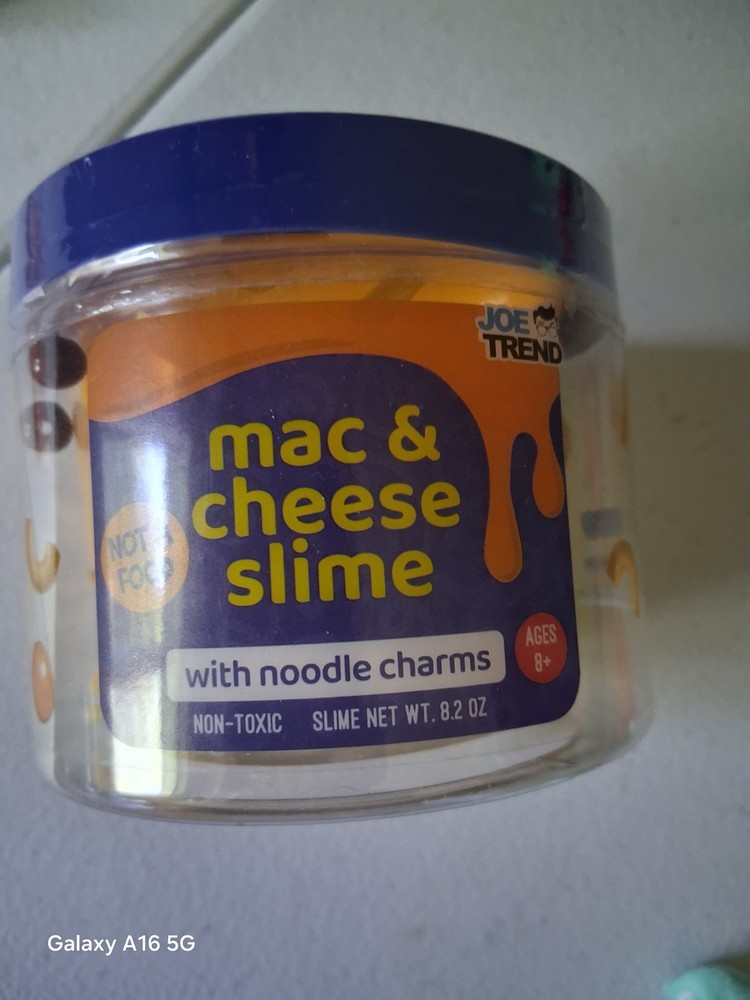 JOE
TREND
mac &
cheese
slime
NOT A
FOOD
AGES
8+
with noodle charms
NON-TOXIC SLIME NET WT. 8.2 OZ
Galaxy A16 5G